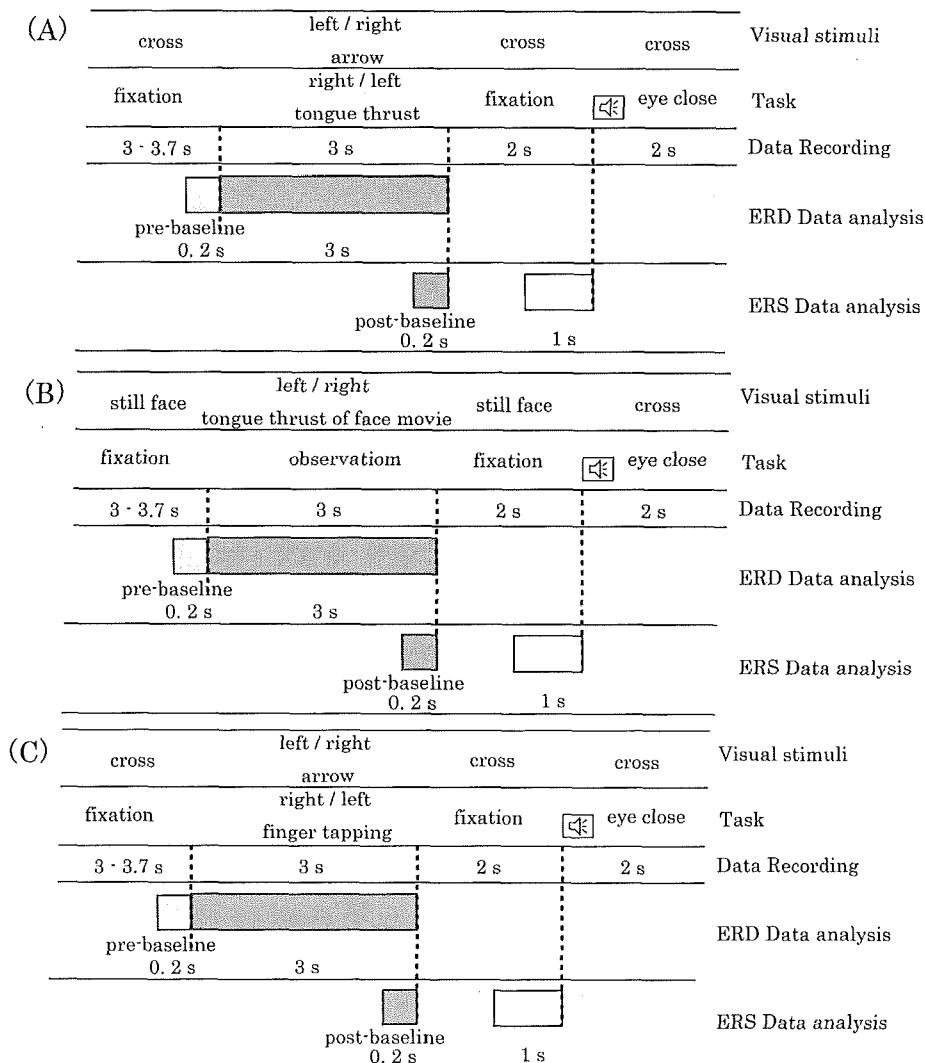 (A)
left / right
cross cross cross Visual stimuli
arrow
right / left
fixation fixation eye close Task
tongue thrust
3 - 3.7 s 3 s 2 s 2 s Data Recording
ERD Data analysis
pre-baseline
0. 2 s 3 s
ERS Data analysis
post-baseline
0. 2 s 1 s
(B)
left / right
still face still face cross Visual stimuli
tongue thrust of face movie
fixation observatiom fixation eye close Task
3 - 3.7 s 3 s 2 s 2 s Data Recording
ERD Data analysis
pre-baseline
0. 2 s 3 s
ERS Data analysis
post-baseline
0. 2 s 1 s
(C)
left / right
cross cross cross Visual stimuli
arrow
right / left
fixation fixation eye close Task
finger tapping
3 - 3.7 s 3 s 2 s 2 s Data Recording
ERD Data analysis
pre-baseline
0. 2 s 3 s
ERS Data analysis
post-baseline
0. 2 s 1 s